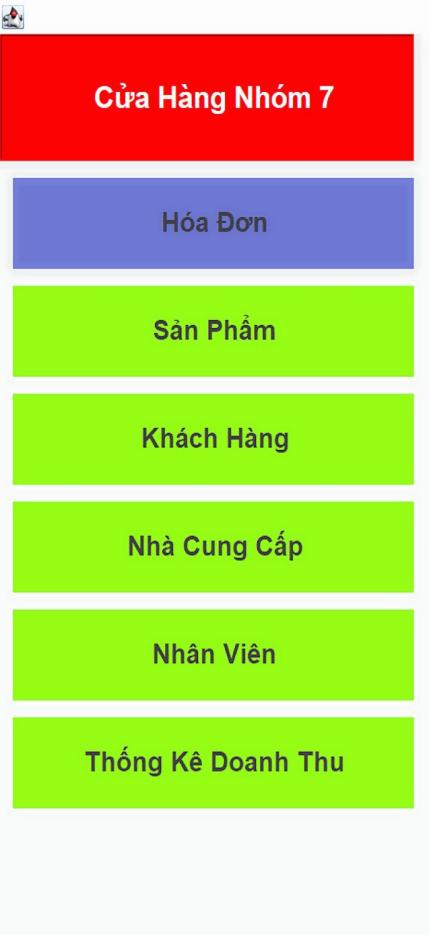 Cửa Hàng Nhóm 7
Hóa Đơn
Sản Phẩm
Khách Hàng
Nhà Cung Cấp
Nhân Viên
Thống Kê Doanh Thu